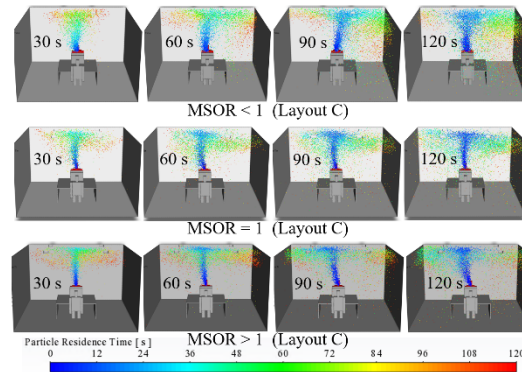 30 s 60 s 90 s 120 s
MSOR < 1 (Layout C)
30 s 60 s 90 s 120 s
MSOR = 1 (Layout C)
30 s 60 s 90 s 120 s
MSOR > 1 (Layout C)
Particle Residence Time [ s ]
0 12 24 36 48 60 72 84 96 108 120